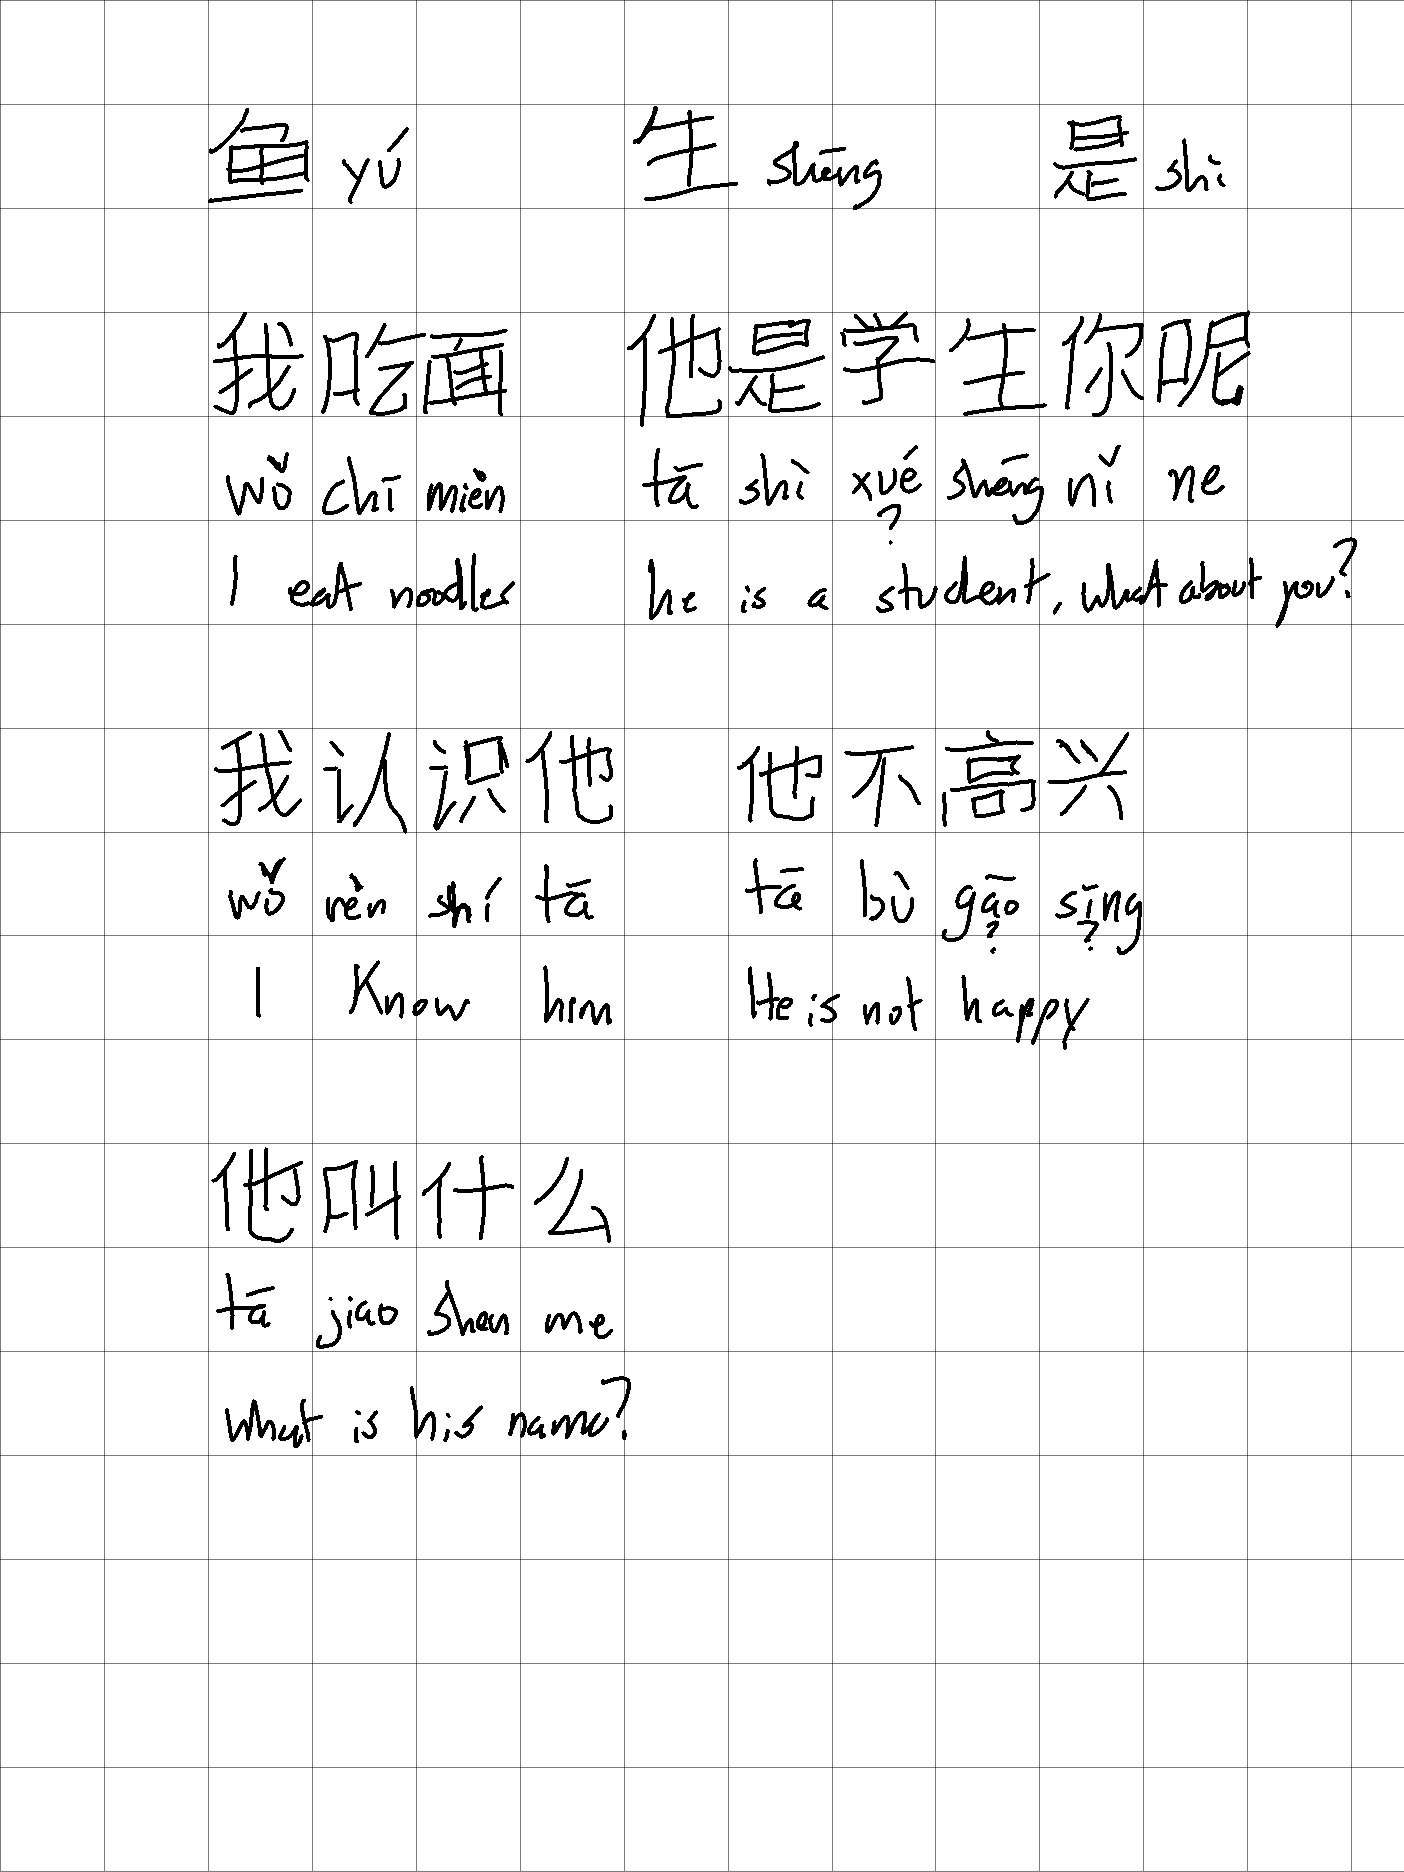 鱼 yú 生 shēng 是 shì
我吃面 他是学生你呢
wǒ chī mièn tā shì xué shēng nǐ ne
?
I eat noodles he is a student, what about you?
我认识他 他不高兴
wǒ rèn shí tā tā bù gāo sīng
? ?
I know him He is not happy
他叫什么
tā jiao shen me
what is his name?